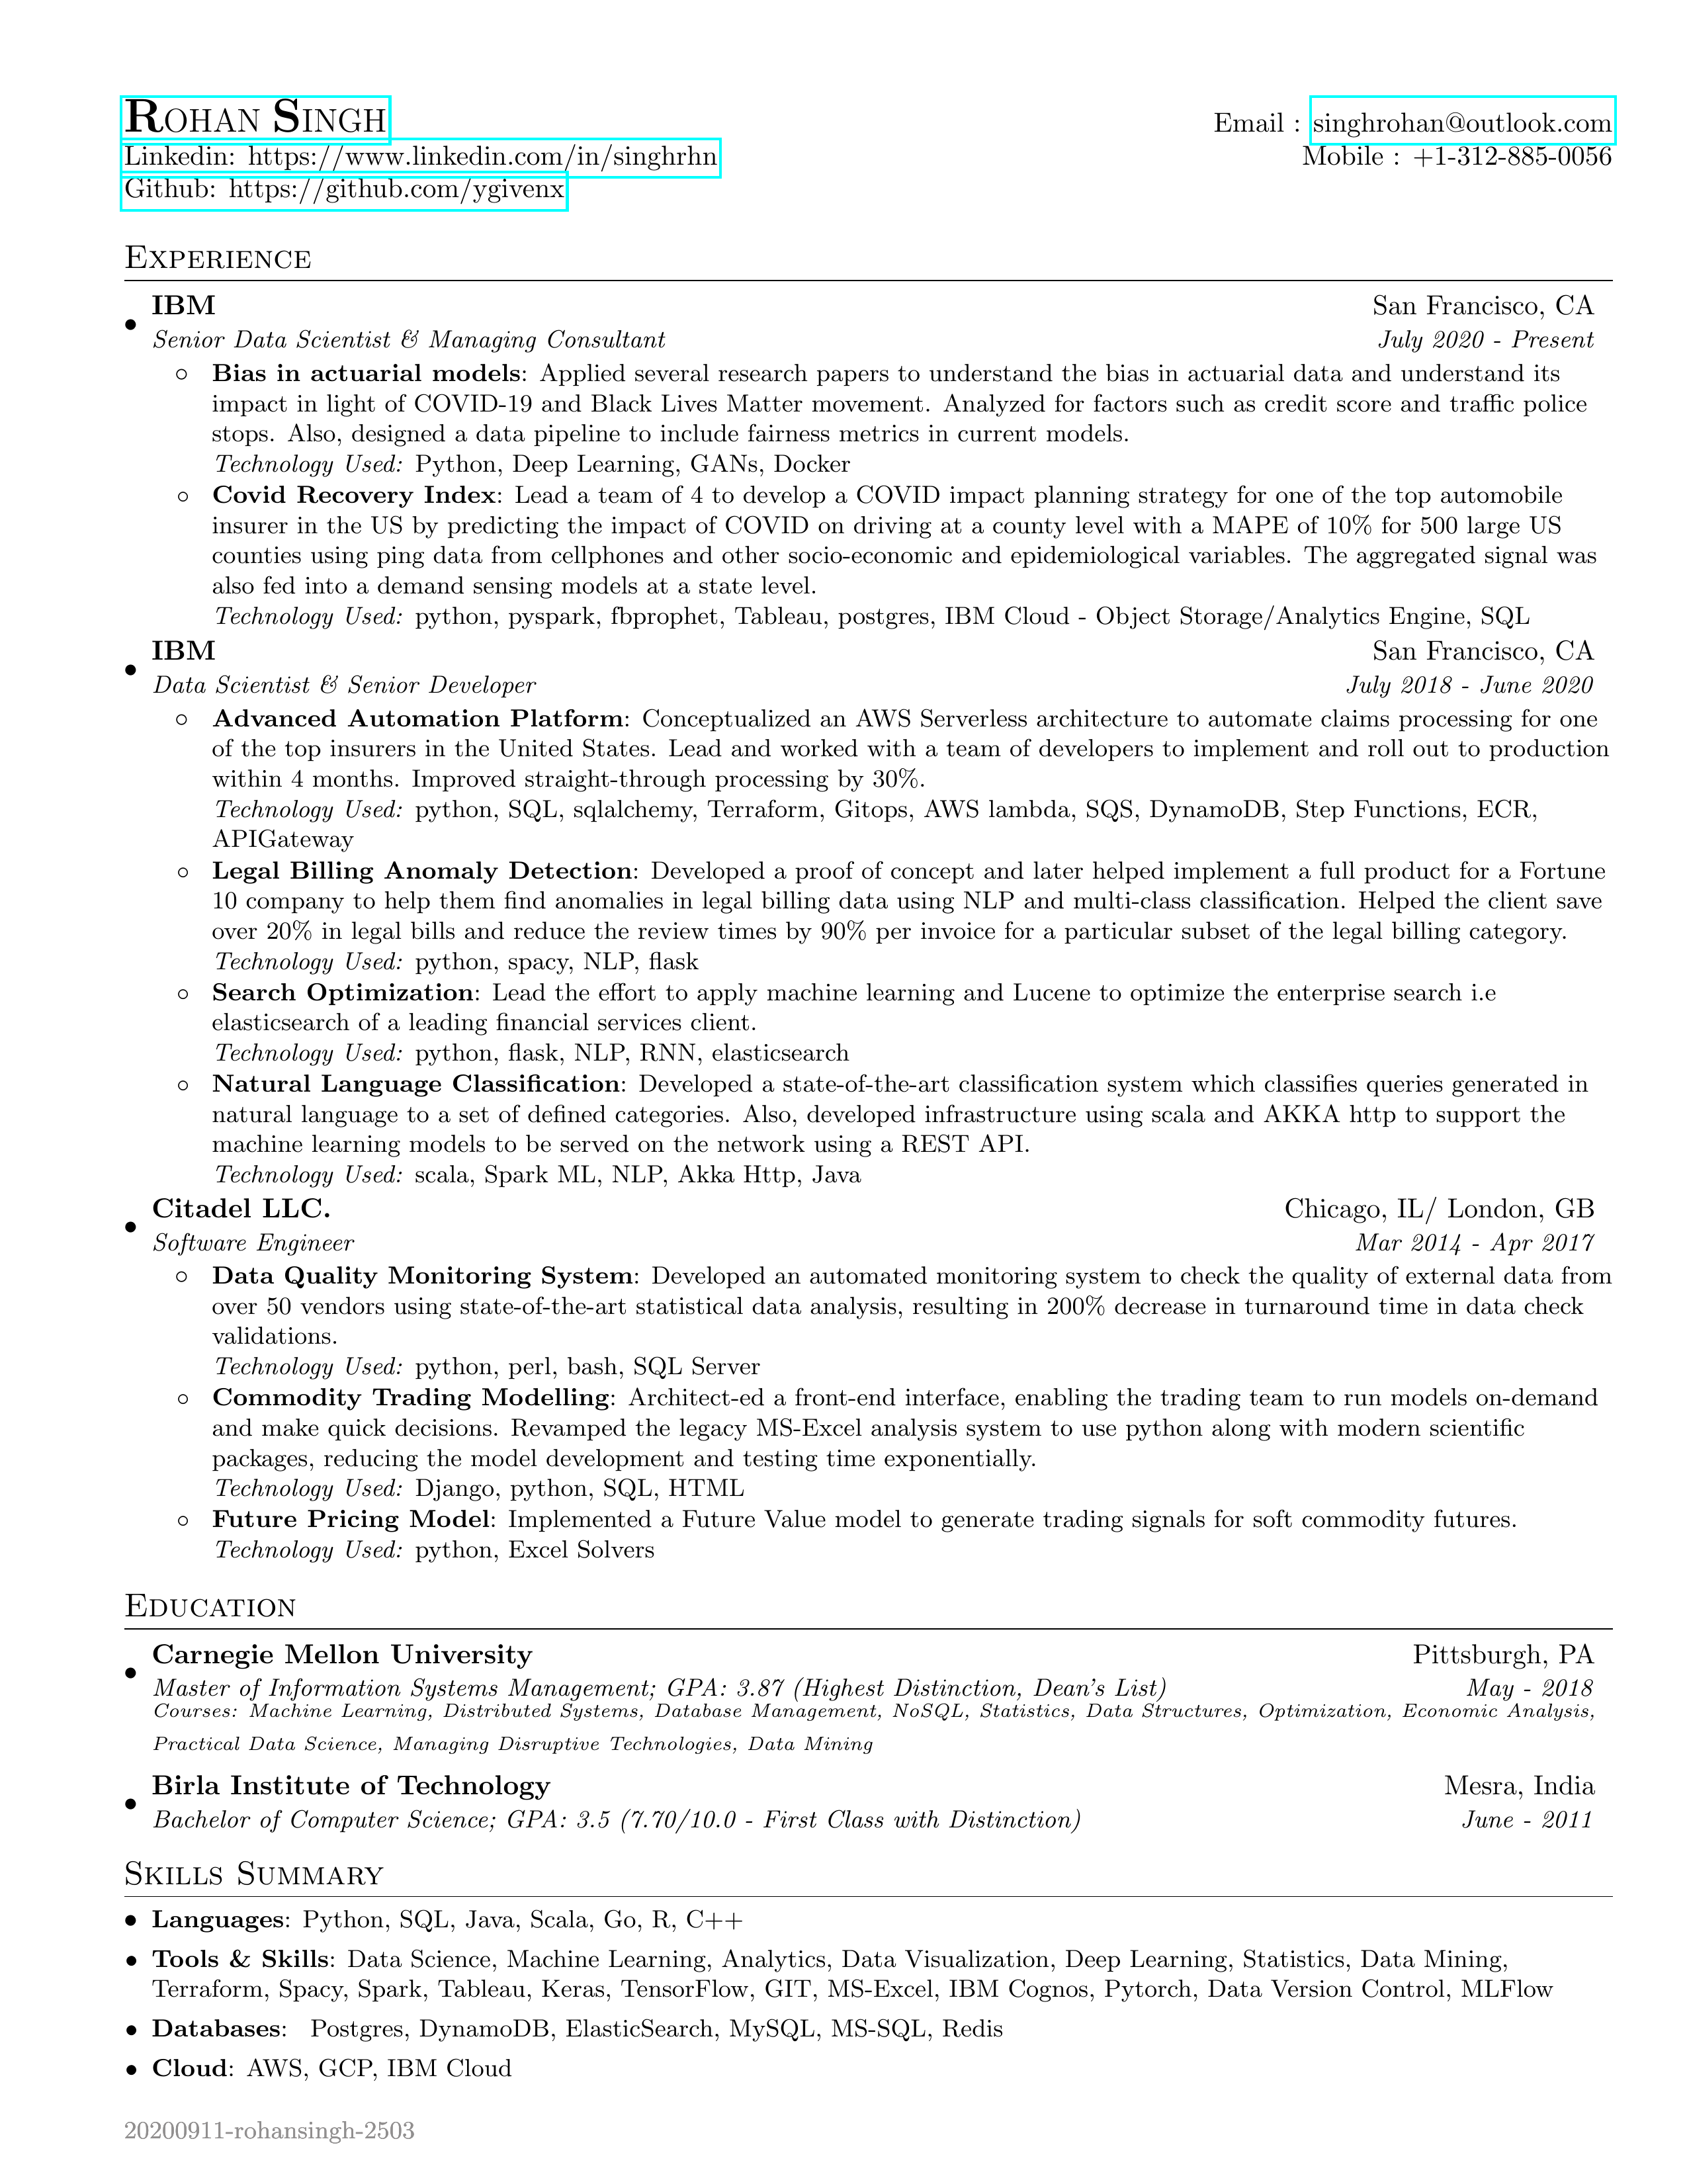 Rohan Singh
Email : singhrohan@outlook.com
Linkedin: https://www.linkedin.com/in/singhrhn
Mobile : +1-312-885-0056
Github: https://github.com/ygivenx
Experience
IBM
San Francisco, CA
Senior Data Scientist & Managing Consultant
July 2020 - Present
Bias in actuarial models: Applied several research papers to understand the bias in actuarial data and understand its
impact in light of COVID-19 and Black Lives Matter movement. Analyzed for factors such as credit score and traffic police
stops. Also, designed a data pipeline to include fairness metrics in current models.
Technology Used: Python, Deep Learning, GANs, Docker
Covid Recovery Index: Lead a team of 4 to develop a COVID impact planning strategy for one of the top automobile
insurer in the US by predicting the impact of COVID on driving at a county level with a MAPE of 10% for 500 large US
counties using ping data from cellphones and other socio-economic and epidemiological variables. The aggregated signal was
also fed into a demand sensing models at a state level.
Technology Used: python, pyspark, fbprophet, Tableau, postgres, IBM Cloud - Object Storage/Analytics Engine, SQL
IBM
San Francisco, CA
Data Scientist & Senior Developer
July 2018 - June 2020
Advanced Automation Platform: Conceptualized an AWS Serverless architecture to automate claims processing for one
of the top insurers in the United States. Lead and worked with a team of developers to implement and roll out to production
within 4 months. Improved straight-through processing by 30%.
Technology Used: python, SQL, sqlalchemy, Terraform, Gitops, AWS lambda, SQS, DynamoDB, Step Functions, ECR,
APIGateway
Legal Billing Anomaly Detection: Developed a proof of concept and later helped implement a full product for a Fortune
10 company to help them find anomalies in legal billing data using NLP and multi-class classification. Helped the client save
over 20% in legal bills and reduce the review times by 90% per invoice for a particular subset of the legal billing category.
Technology Used: python, spacy, NLP, flask
Search Optimization: Lead the effort to apply machine learning and Lucene to optimize the enterprise search i.e
elasticsearch of a leading financial services client.
Technology Used: python, flask, NLP, RNN, elasticsearch
Natural Language Classification: Developed a state-of-the-art classification system which classifies queries generated in
natural language to a set of defined categories. Also, developed infrastructure using scala and AKKA http to support the
machine learning models to be served on the network using a REST API.
Technology Used: scala, Spark ML, NLP, Akka Http, Java
Citadel LLC.
Chicago, IL/ London, GB
Software Engineer
Mar 2014 - Apr 2017
Data Quality Monitoring System: Developed an automated monitoring system to check the quality of external data from
over 50 vendors using state-of-the-art statistical data analysis, resulting in 200% decrease in turnaround time in data check
validations.
Technology Used: python, perl, bash, SQL Server
Commodity Trading Modelling: Architect-ed a front-end interface, enabling the trading team to run models on-demand
and make quick decisions. Revamped the legacy MS-Excel analysis system to use python along with modern scientific
packages, reducing the model development and testing time exponentially.
Technology Used: Django, python, SQL, HTML
Future Pricing Model: Implemented a Future Value model to generate trading signals for soft commodity futures.
Technology Used: python, Excel Solvers
Education
Carnegie Mellon University
Pittsburgh, PA
Master of Information Systems Management; GPA: 3.87 (Highest Distinction, Dean's List)
May - 2018
Courses: Machine Learning, Distributed Systems, Database Management, NoSQL, Statistics, Data Structures, Optimization, Economic Analysis,
Practical Data Science, Managing Disruptive Technologies, Data Mining
Birla Institute of Technology
Mesra, India
Bachelor of Computer Science; GPA: 3.5 (7.70/10.0 - First Class with Distinction)
June - 2011
Skills Summary
Languages: Python, SQL, Java, Scala, Go, R, C++
Tools & Skills: Data Science, Machine Learning, Analytics, Data Visualization, Deep Learning, Statistics, Data Mining,
Terraform, Spacy, Spark, Tableau, Keras, TensorFlow, GIT, MS-Excel, IBM Cognos, Pytorch, Data Version Control, MLFlow
Databases: Postgres, DynamoDB, ElasticSearch, MySQL, MS-SQL, Redis
Cloud: AWS, GCP, IBM Cloud
20200911-rohansingh-2503